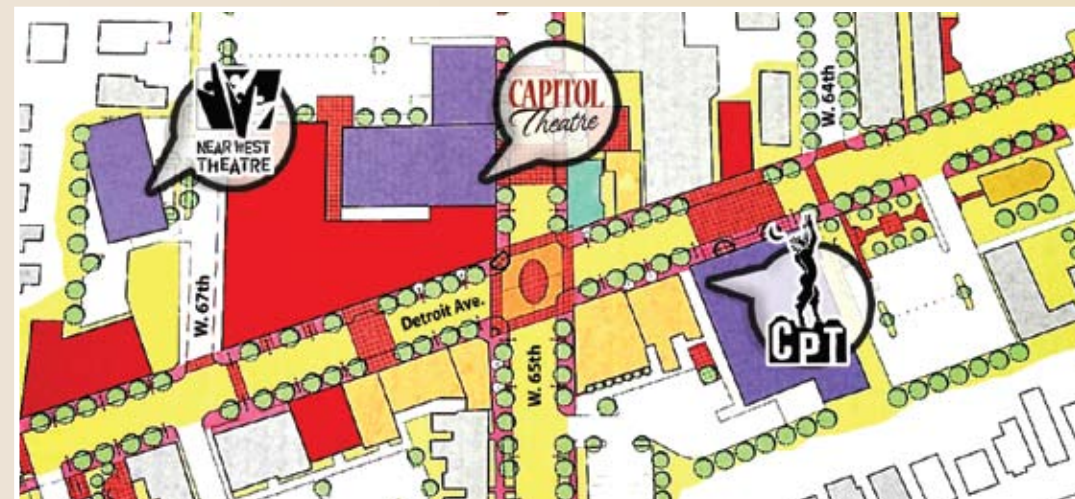 NEAR WEST
THEATRE
CAPITOL
Theatre
W. 64th
W. 67th
Detroit Ave.
W. 65th
CPT